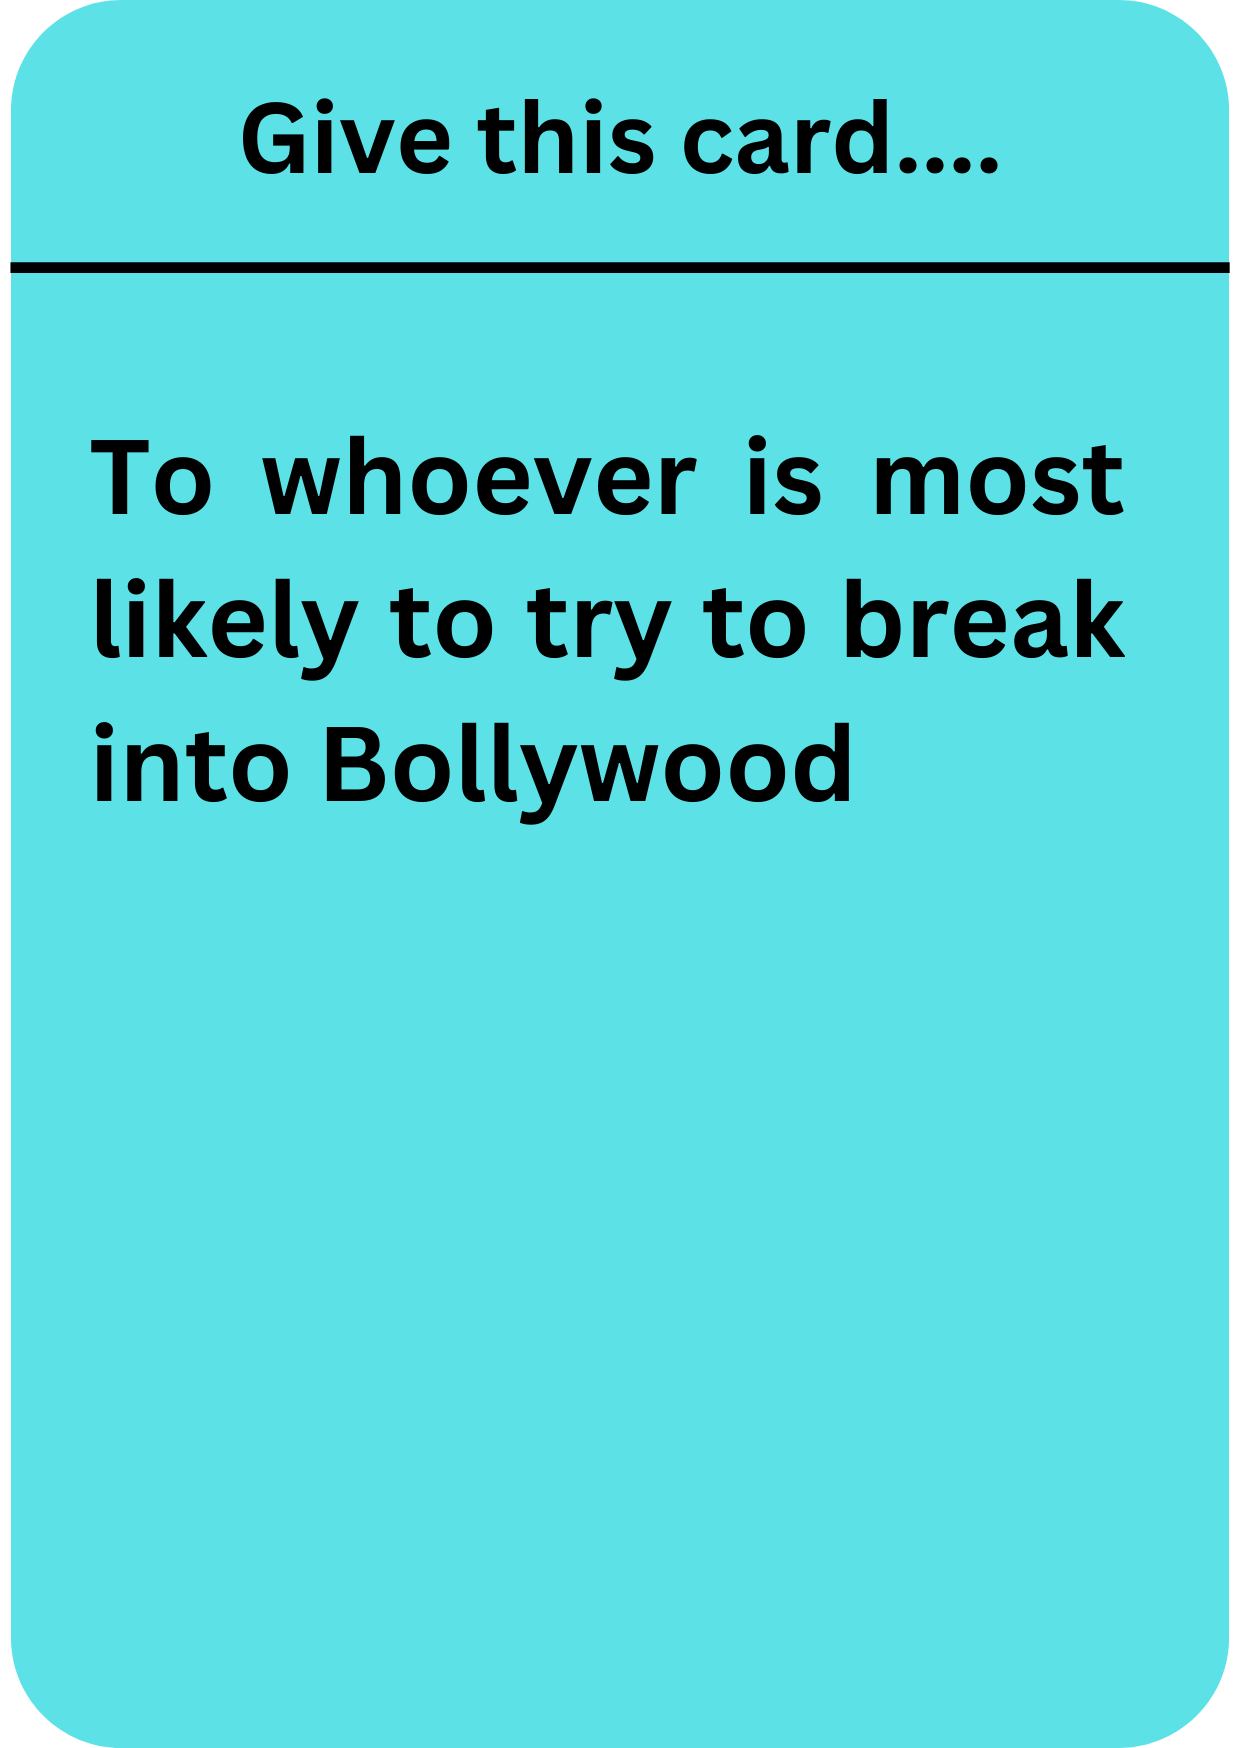 Give this card....
To whoever is most
likely to try to break
into Bollywood